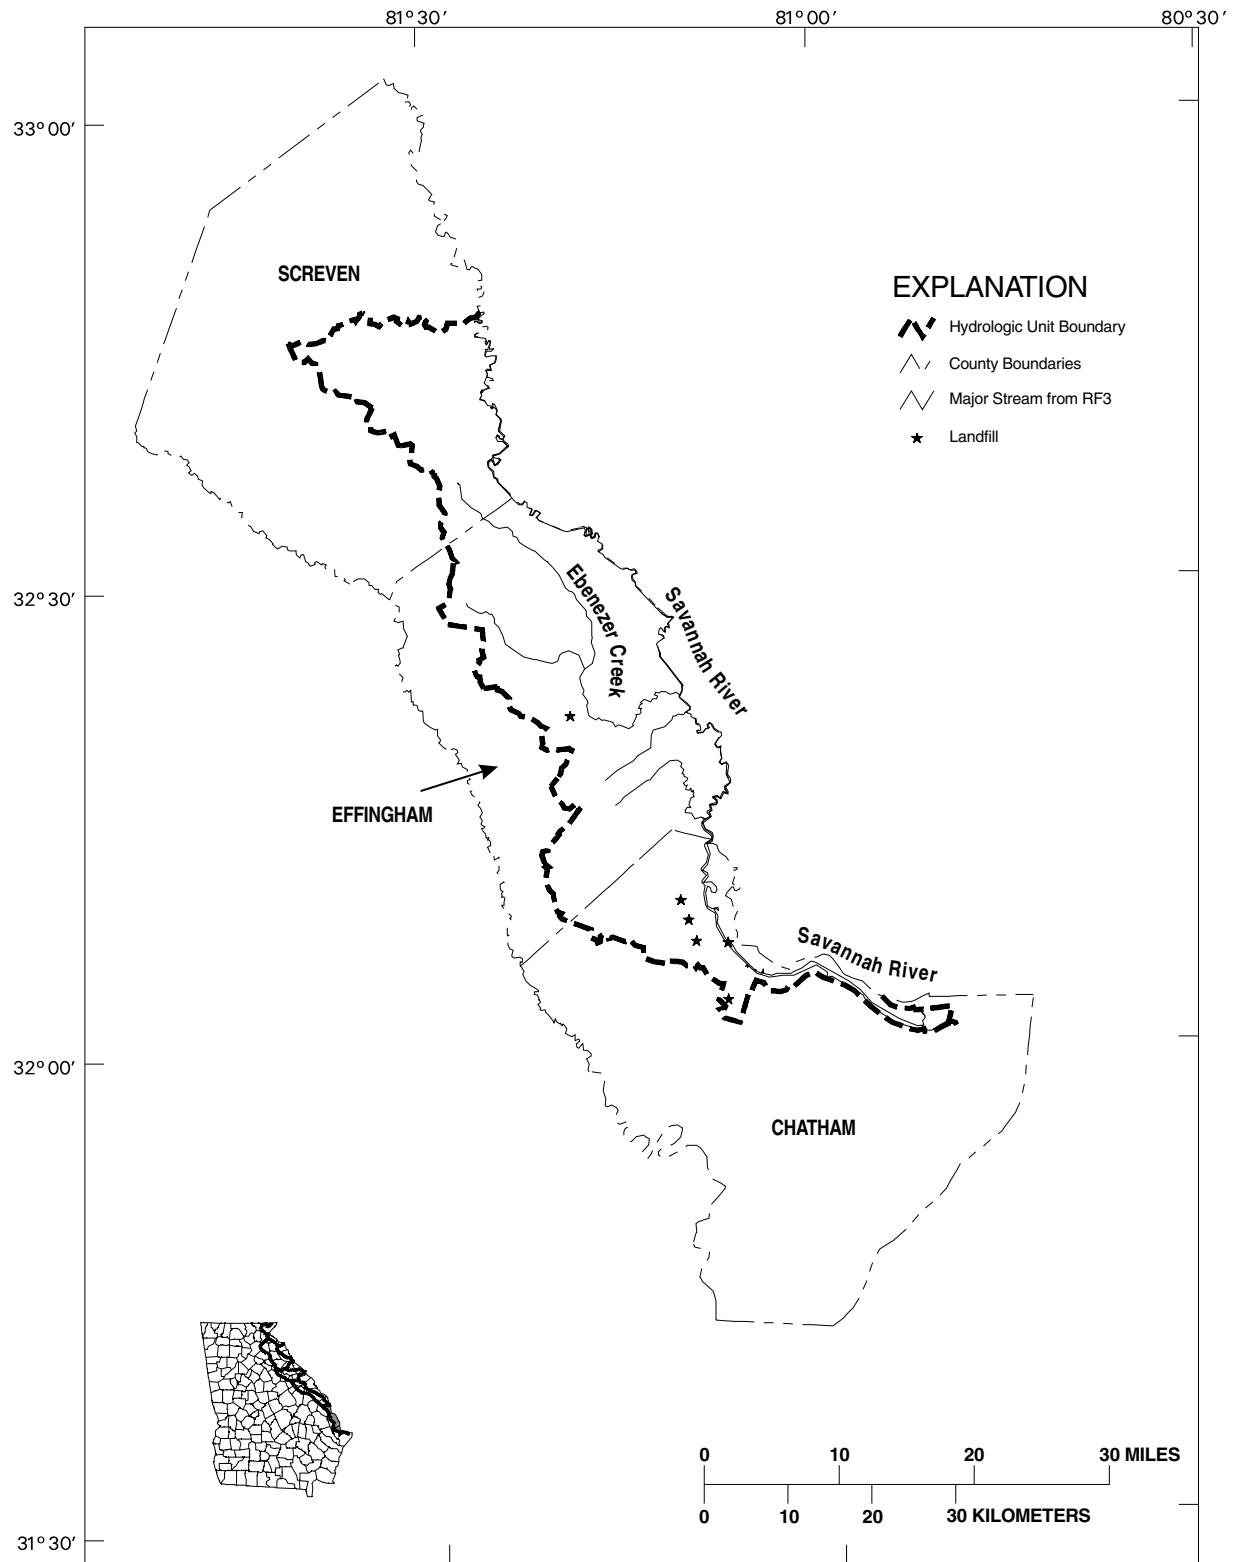 81°30′
81°00′
80°30′
33°00′
SCREVEN
EXPLANATION
Hydrologic Unit Boundary
County Boundaries
Major Stream from RF3
Landfill
32°30′
Ebenezer Creek
Savannah River
EFFINGHAM
Savannah River
32°00′
CHATHAM
0 10 20 30 MILES
0 10 20 30 KILOMETERS
31°30′